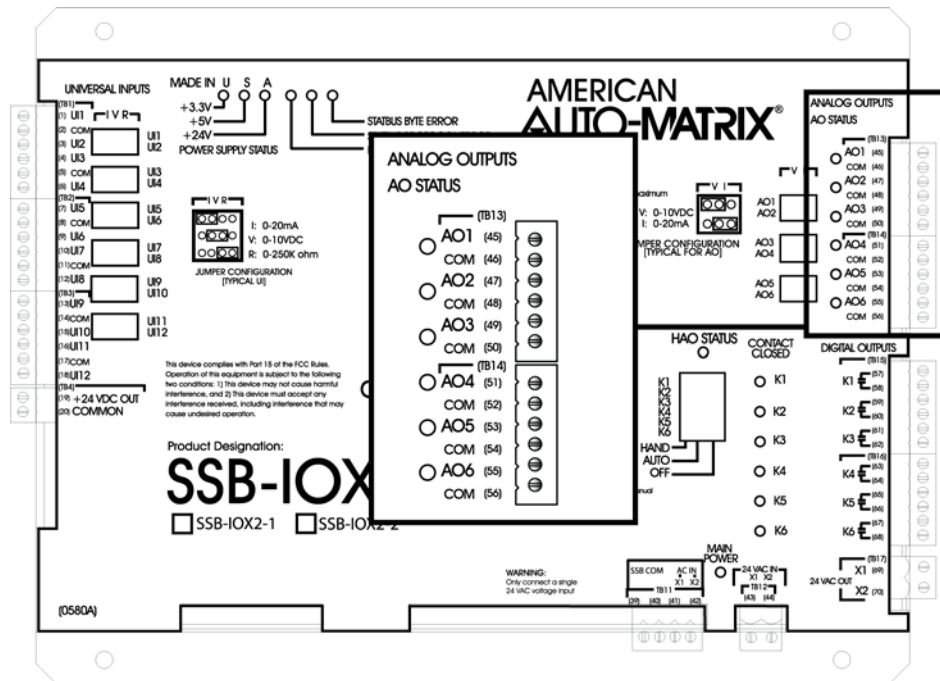 UNIVERSAL INPUTS
(TB1)
I V R
(1) UI1
(2) COM
(3) UI2
(4) UI3
(5) COM
(6) UI4
(TB2)
(7) UI5
(8) COM
(9) UI6
(10) UI7
(11) COM
(12) UI8
(TB3)
(13) UI9
(14) COM
(15) UI10
(16) UI11
(17) COM
(18) UI12
(TB4)
(19) +24 VDC OUT
(20) COMMON
UI1
UI2
UI3
UI4
UI5
UI6
UI7
UI8
UI9
UI10
UI11
UI12
MADE IN U S A
+3.3V
+5V
+24V
POWER SUPPLY STATUS
STATBUS BYTE ERROR
I V R
I: 0-20mA
V: 0-10VDC
R: 0-250K ohm
JUMPER CONFIGURATION
(TYPICAL UI)
AMERICAN
AUTO-MATRIX®
This device complies with Part 15 of the FCC Rules.
Operation of this equipment is subject to the following
two conditions: 1) This device may not cause harmful
interference, and 2) This device must accept any
interference received, including interference that may
cause undesired operation.
Product Designation:
SSB-IOX
SSB-IOX2-1
SSB-IOX2-2
(0580A)
ANALOG OUTPUTS
AO STATUS
(TB13)
AO1 (45)
COM (46)
AO2 (47)
COM (48)
AO3 (49)
COM (50)
(TB14)
AO4 (51)
COM (52)
AO5 (53)
COM (54)
AO6 (55)
COM (56)
V I
V: 0-10VDC
I: 0-20mA
JUMPER CONFIGURATION
(TYPICAL FOR AO)
V
AO1
AO2
AO3
AO4
AO5
AO6
ANALOG OUTPUTS
AO STATUS
(TB13)
AO1 (45)
COM (46)
AO2 (47)
COM (48)
AO3 (49)
COM (50)
(TB14)
AO4 (51)
COM (52)
AO5 (53)
COM (54)
AO6 (55)
COM (56)
HAO STATUS
K1
K2
K3
K4
K5
K6
HAND
AUTO
OFF
CONTACT
CLOSED
K1
K2
K3
K4
K5
K6
DIGITAL OUTPUTS
(TB15)
K1 (57)
(58)
K2 (59)
(60)
K3 (61)
(62)
(TB16)
K4 (63)
(64)
K5 (65)
(66)
K6 (67)
(68)
(TB17)
X1 (69)
24 VAC OUT
X2 (70)
WARNING:
Only connect a single
24 VAC voltage input
SSB COM AC IN
X1 X2
TB11
(39) (40) (41) (42)
MAIN
POWER
24 VAC IN
X1 X2
TB12
(43) (44)